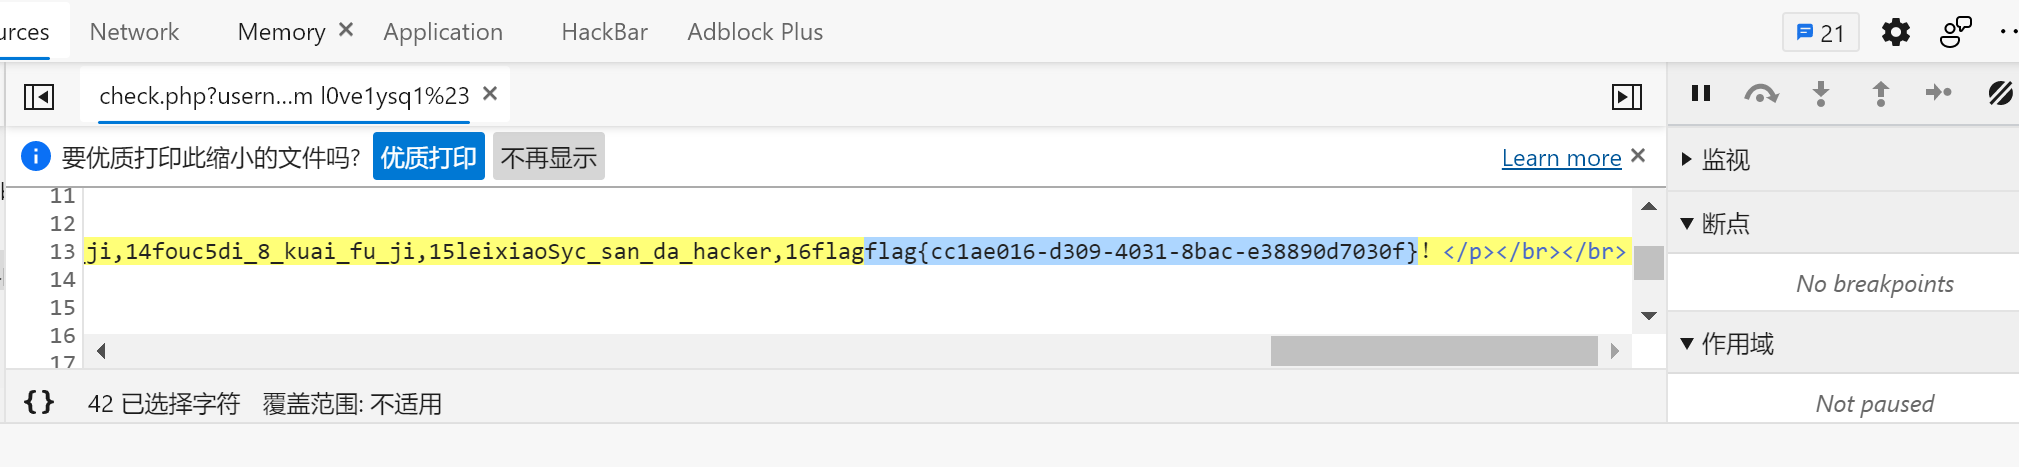 urces Network Memory × Application HackBar Adblock Plus 21
check.php?usern...m l0ve1ysq1%23 ×
要优质打印此缩小的文件吗? 优质打印 不再显示 Learn more ×
监视
11
12
断点
13 _ji,14fouc5di_8_kuai_fu_ji,15leixiaoSyc_san_da_hacker,16flagflag{cc1ae016-d309-4031-8bac-e38890d7030f}! </p></br></br>
14
No breakpoints
15
16
作用域
17
{} 42 已选择字符 覆盖范围: 不适用
Not paused